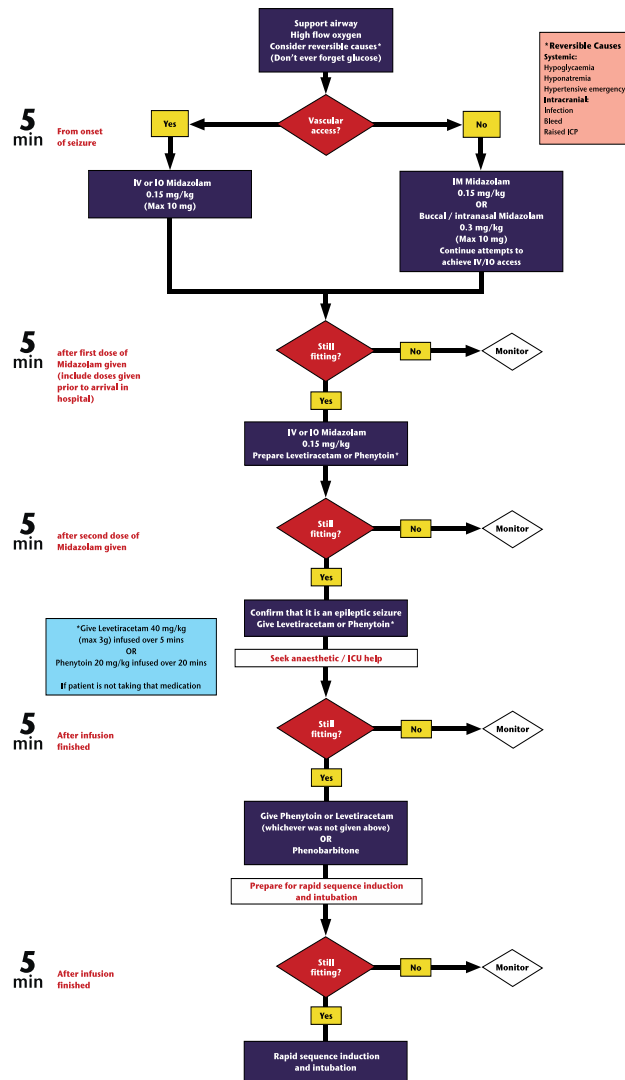 Support airway
High flow oxygen
Consider reversible causes*
(Don't ever forget glucose)
*Reversible Causes
Systemic:
Hypoglycaemia
Hyponatremia
Hypertensive emergency
Intracranial:
Infection
Bleed
Raised ICP
5
min
From onset
of seizure
Yes
Vascular
access?
No
IV or IO Midazolam
0.15 mg/kg
(Max 10 mg)
IM Midazolam
0.15 mg/kg
OR
Buccal / intranasal Midazolam
0.3 mg/kg
(Max 10 mg)
Continue attempts to
achieve IV/IO access
5
min
after first dose of
Midazolam given
(include doses given
prior to arrival in
hospital)
Still
fitting?
No
Monitor
Yes
IV or IO Midazolam
0.15 mg/kg
Prepare Levetiracetam or Phenytoin*
5
min
after second dose of
Midazolam given
Still
fitting?
No
Monitor
Yes
Confirm that it is an epileptic seizure
Give Levetiracetam or Phenytoin*
*Give Levetiracetam 40 mg/kg
(max 3g) infused over 5 mins
OR
Phenytoin 20 mg/kg infused over 20 mins
If patient is not taking that medication
Seek anaesthetic / ICU help
5
min
After infusion
finished
Still
fitting?
No
Monitor
Yes
Give Phenytoin or Levetiracetam
(whichever was not given above)
OR
Phenobarbitone
Prepare for rapid sequence induction
and intubation
5
min
After infusion
finished
Still
fitting?
No
Monitor
Yes
Rapid sequence induction
and intubation